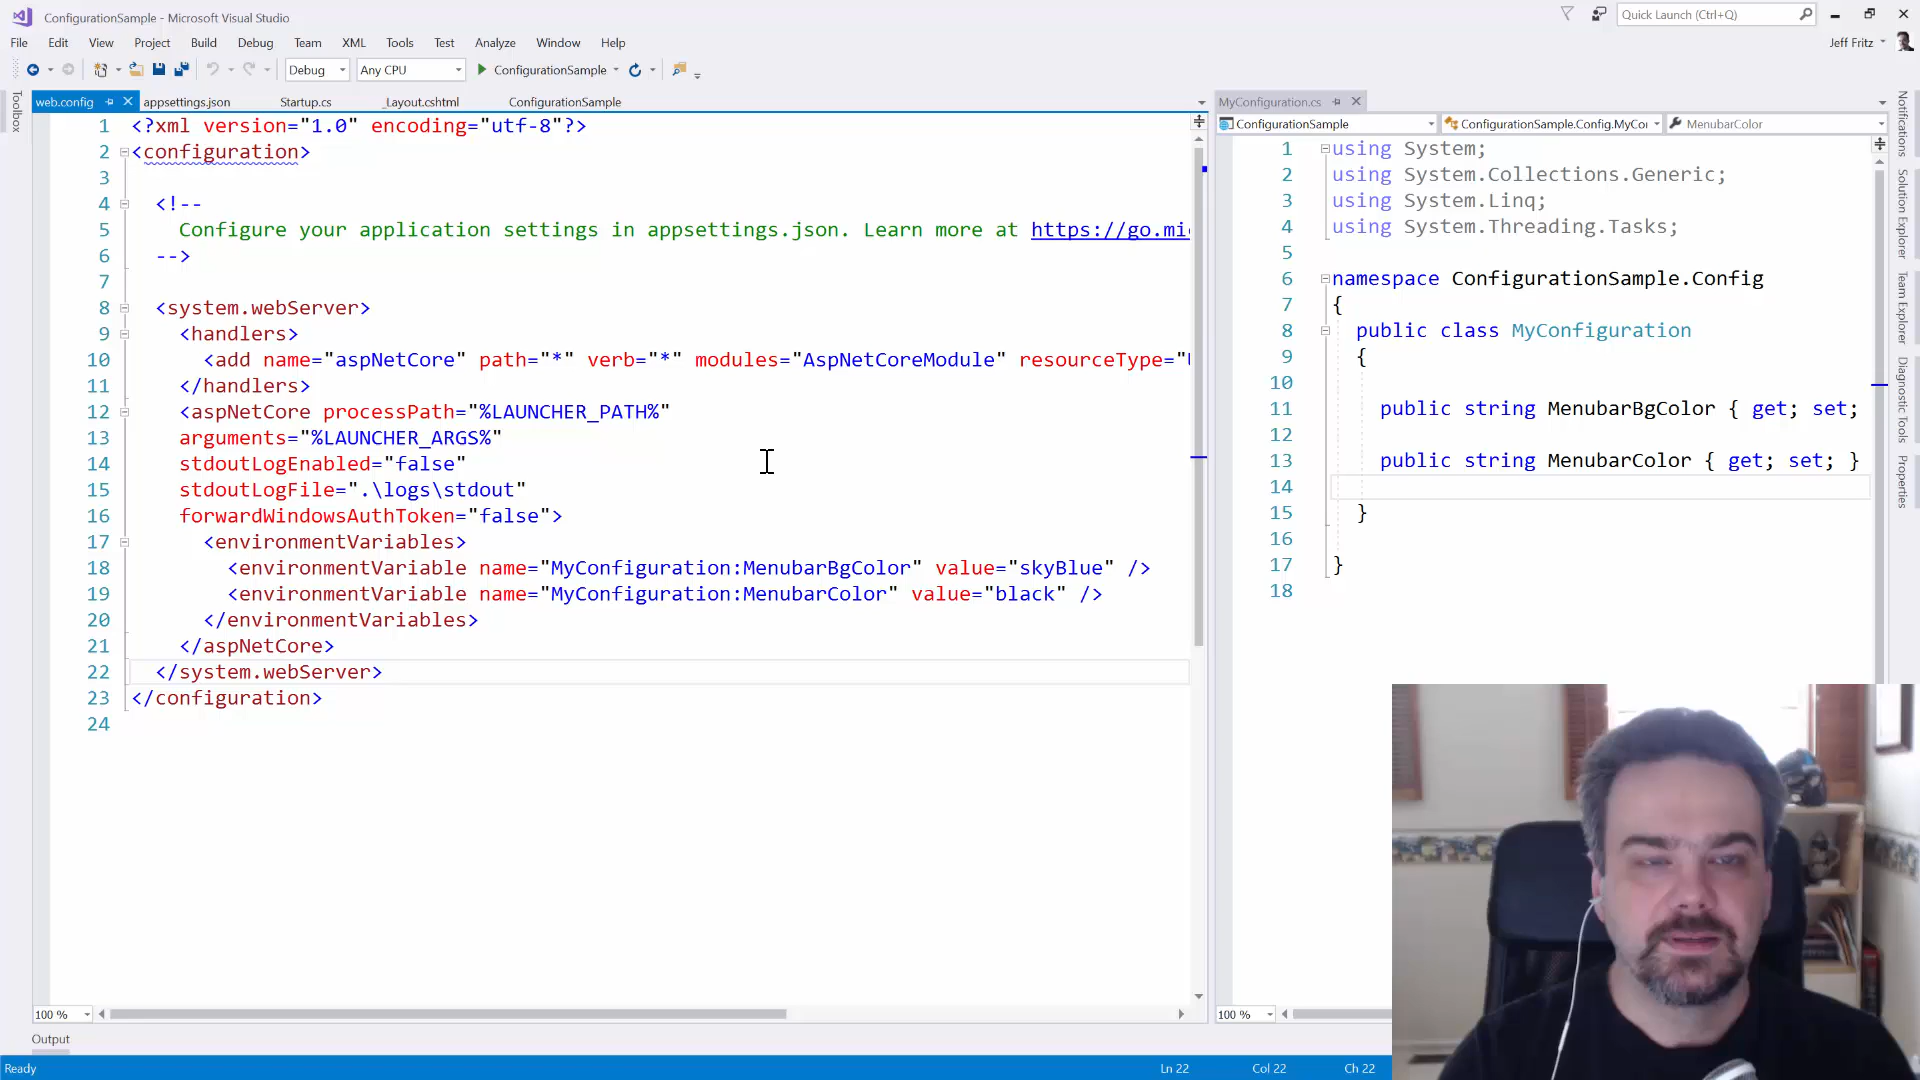 ConfigurationSample - Microsoft Visual Studio
Quick Launch (Ctrl+Q)
File Edit View Project Build Debug Team XML Tools Test Analyze Window Help
Jeff Fritz
Debug Any CPU ConfigurationSample
web.config appsettings.json Startup.cs _Layout.cshtml ConfigurationSample
1 <?xml version="1.0" encoding="utf-8"?>
2 <configuration>
3
4 <!--
5 Configure your application settings in appsettings.json. Learn more at https://go.mi
6 -->
7
8 <system.webServer>
9 <handlers>
10 <add name="aspNetCore" path="*" verb="*" modules="AspNetCoreModule" resourceType="
11 </handlers>
12 <aspNetCore processPath="%LAUNCHER_PATH%"
13 arguments="%LAUNCHER_ARGS%"
14 stdoutLogEnabled="false"
15 stdoutLogFile=".\logs\stdout"
16 forwardWindowsAuthToken="false">
17 <environmentVariables>
18 <environmentVariable name="MyConfiguration:MenubarBgColor" value="skyBlue" />
19 <environmentVariable name="MyConfiguration:MenubarColor" value="black" />
20 </environmentVariables>
21 </aspNetCore>
22 </system.webServer>
23 </configuration>
24
100 %
MyConfiguration.cs
ConfigurationSample ConfigurationSample.Config.MyCo MenubarColor
1 using System;
2 using System.Collections.Generic;
3 using System.Linq;
4 using System.Threading.Tasks;
5
6 namespace ConfigurationSample.Config
7 {
8 public class MyConfiguration
9 {
10
11 public string MenubarBgColor { get; set;
12
13 public string MenubarColor { get; set; }
14
15 }
16
17 }
18
100 %
Toolbox
Notifications
Solution Explorer
Team Explorer
Diagnostic Tools
Properties
Output
Ready Ln 22 Col 22 Ch 22